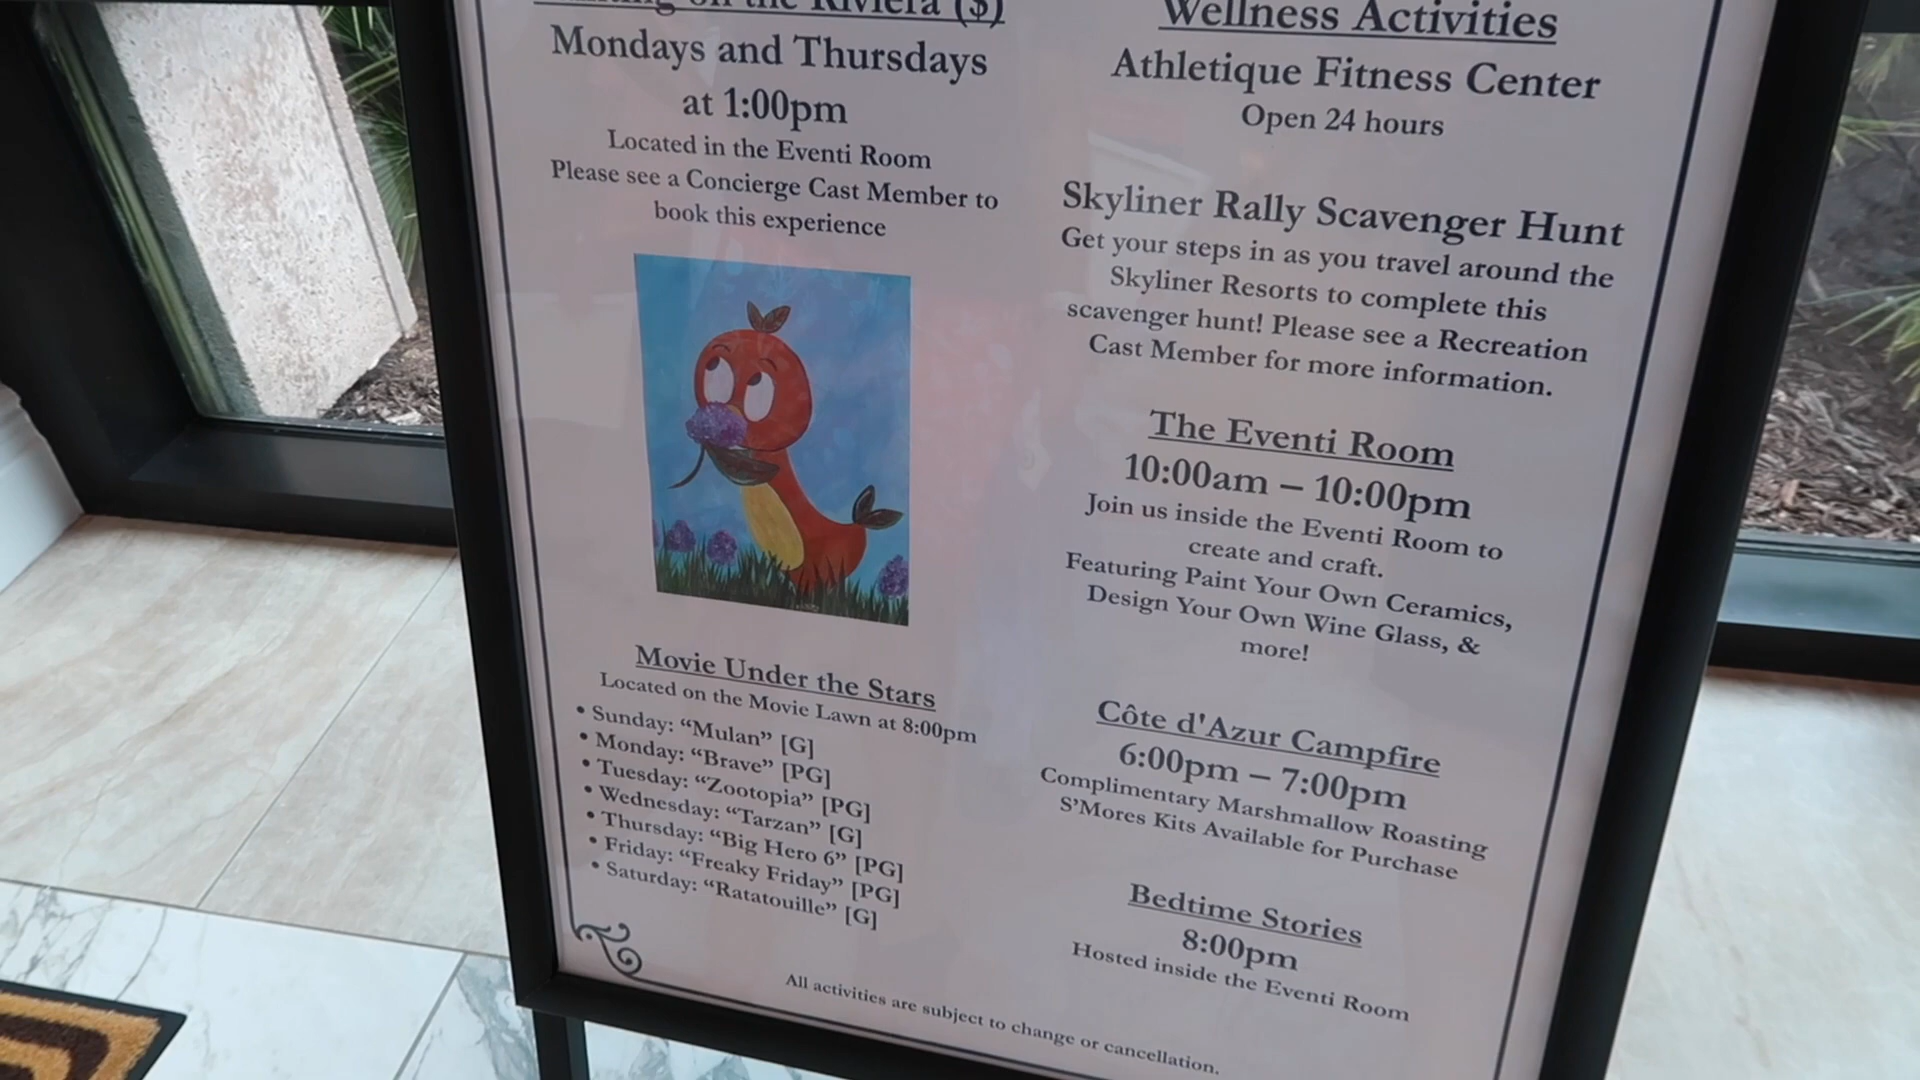 on the Riviera ($)
Mondays and Thursdays
at 1:00pm
Located in the Eventi Room
Please see a Concierge Cast Member to
book this experience
Movie Under the Stars
Located on the Movie Lawn at 8:00pm
• Sunday: “Mulan” [G]
• Monday: “Brave” [PG]
• Tuesday: “Zootopia” [PG]
• Wednesday: “Tarzan” [G]
• Thursday: “Big Hero 6” [PG]
• Friday: “Freaky Friday” [PG]
• Saturday: “Ratatouille” [G]
Wellness Activities
Athletique Fitness Center
Open 24 hours
Skyliner Rally Scavenger Hunt
Get your steps in as you travel around the
Skyliner Resorts to complete this
scavenger hunt! Please see a Recreation
Cast Member for more information.
The Eventi Room
10:00am – 10:00pm
Join us inside the Eventi Room to
create and craft.
Featuring Paint Your Own Ceramics,
Design Your Own Wine Glass, &
more!
Côte d'Azur Campfire
6:00pm – 7:00pm
Complimentary Marshmallow Roasting
S’Mores Kits Available for Purchase
Bedtime Stories
8:00pm
Hosted inside the Eventi Room
All activities are subject to change or cancellation.